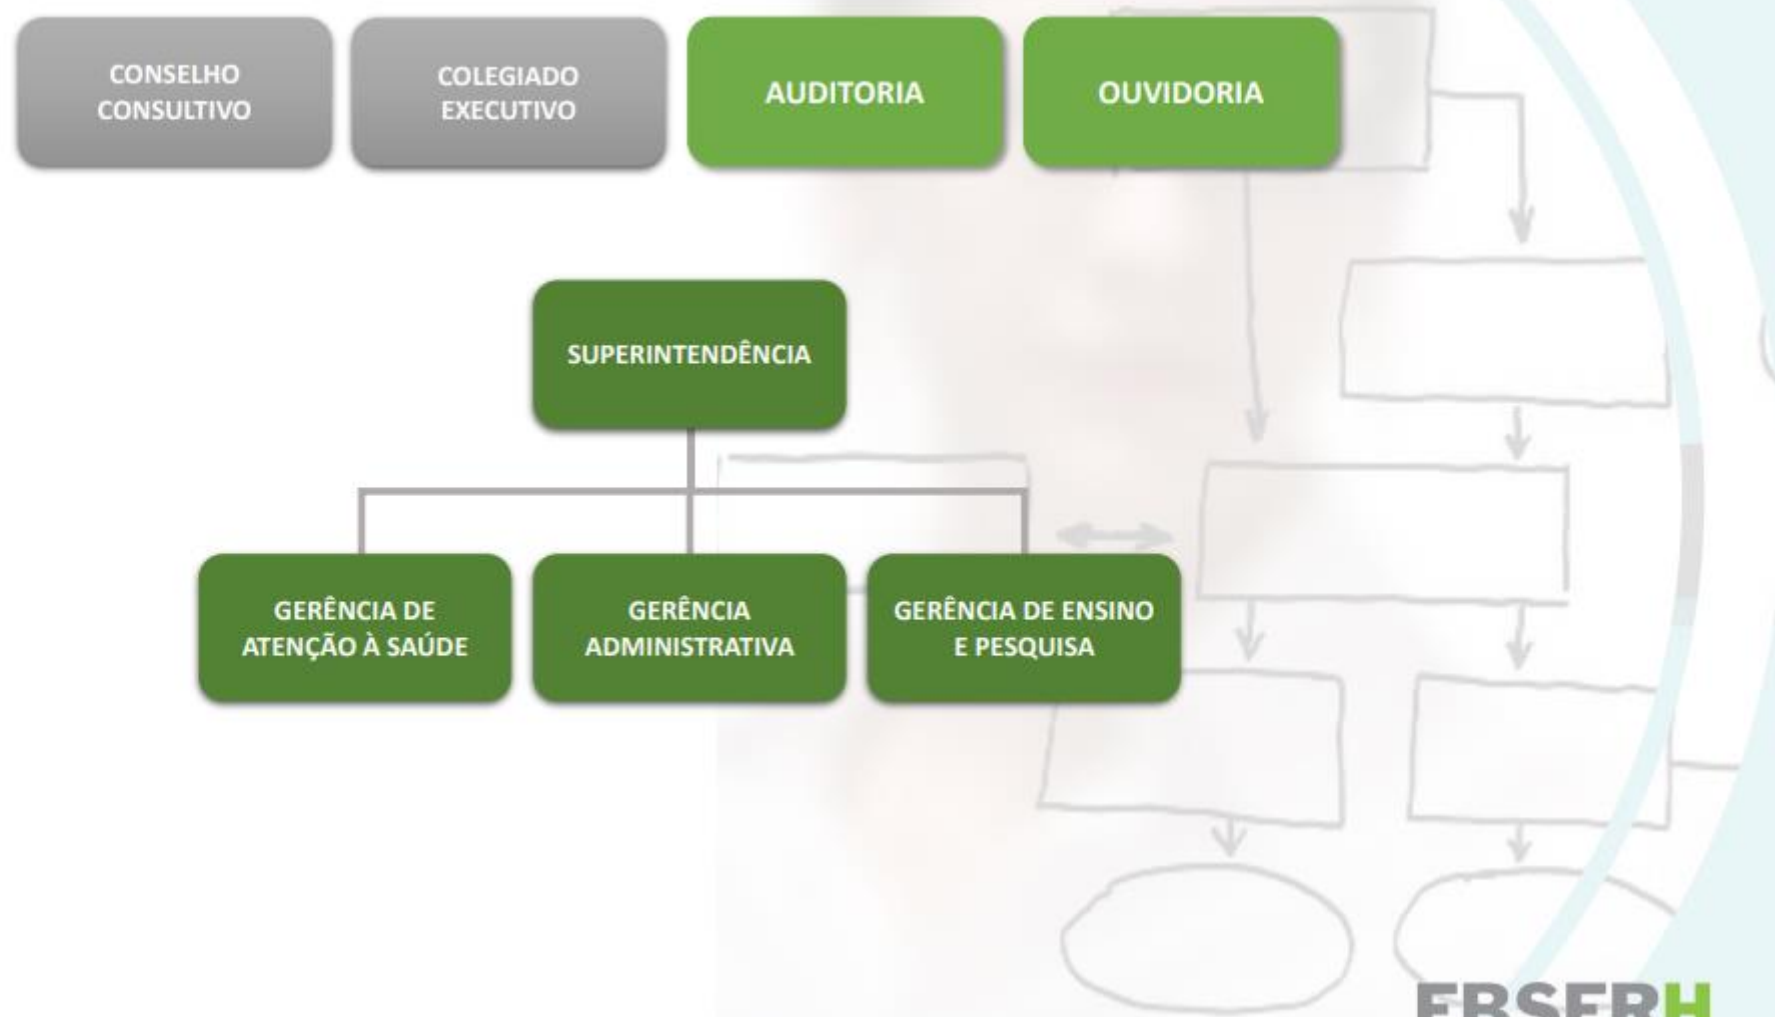 CONSELHO
CONSULTIVO
COLEGIADO
EXECUTIVO
AUDITORIA
OUVIDORIA
SUPERINTENDÊNCIA
GERÊNCIA DE
ATENÇÃO À SAÚDE
GERÊNCIA
ADMINISTRATIVA
GERÊNCIA DE ENSINO
E PESQUISA
EBSERH